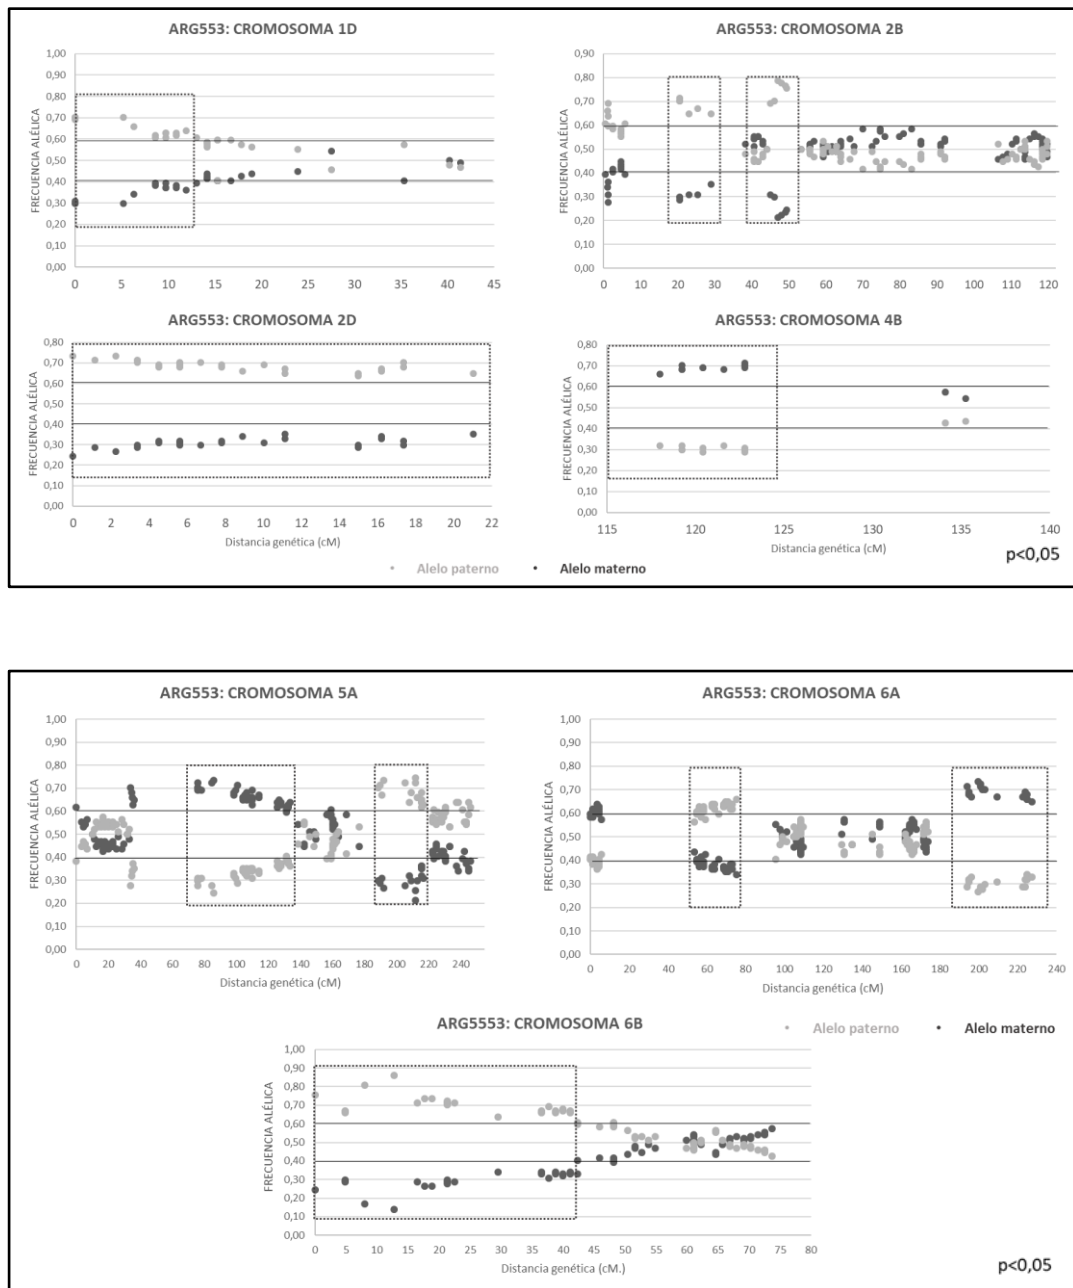 ARG553: CROMOSOMA 1D
FRECUENCIA ALÉLICA
1,00
0,90
0,80
0,70
0,60
0,50
0,40
0,30
0,20
0,10
0,00
0 5 10 15 20 25 30 35 40 45
ARG553: CROMOSOMA 2B
FRECUENCIA ALÉLICA
0,90
0,80
0,70
0,60
0,50
0,40
0,30
0,20
0,10
0,00
0 10 20 30 40 50 60 70 80 90 100 110 120
ARG553: CROMOSOMA 2D
FRECUENCIA ALÉLICA
0,80
0,70
0,60
0,50
0,40
0,30
0,20
0,10
0,00
0 2 4 6 8 10 12 14 16 18 20 22
Distancia genética (cM)
ARG553: CROMOSOMA 4B
FRECUENCIA ALÉLICA
0,80
0,70
0,60
0,50
0,40
0,30
0,20
0,10
0,00
115 120 125 130 135 140
Distancia genética (cM)
p<0,05
Alelo paterno Alelo materno
ARG553: CROMOSOMA 5A
FRECUENCIA ALÉLICA
1,00
0,90
0,80
0,70
0,60
0,50
0,40
0,30
0,20
0,10
0,00
0 20 40 60 80 100 120 140 160 180 200 220 240
Distancia genética (cM)
ARG553: CROMOSOMA 6A
FRECUENCIA ALÉLICA
1,00
0,90
0,80
0,70
0,60
0,50
0,40
0,30
0,20
0,10
0,00
0 20 40 60 80 100 120 140 160 180 200 220 240
Distancia genética (cM)
ARG5553: CROMOSOMA 6B
Alelo paterno Alelo materno
FRECUENCIA ALÉLICA
1,00
0,90
0,80
0,70
0,60
0,50
0,40
0,30
0,20
0,10
0,00
0 5 10 15 20 25 30 35 40 45 50 55 60 65 70 75 80
Distancia genética (cM.)
p<0,05